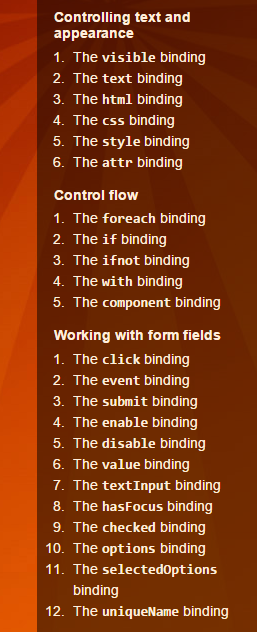 Controlling text and
appearance
1. The visible binding
2. The text binding
3. The html binding
4. The css binding
5. The style binding
6. The attr binding
Control flow
1. The foreach binding
2. The if binding
3. The ifnot binding
4. The with binding
5. The component binding
Working with form fields
1. The click binding
2. The event binding
3. The submit binding
4. The enable binding
5. The disable binding
6. The value binding
7. The textInput binding
8. The hasFocus binding
9. The checked binding
10. The options binding
11. The selectedOptions
binding
12. The uniqueName binding